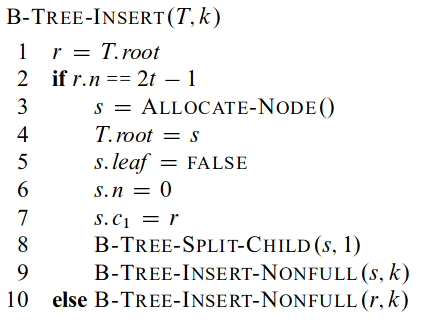 B-TREE-INSERT(T, k)
1 r = T.root
2 if r.n == 2t − 1
3 s = ALLOCATE-NODE()
4 T.root = s
5 s.leaf = FALSE
6 s.n = 0
7 s.c₁ = r
8 B-TREE-SPLIT-CHILD(s, 1)
9 B-TREE-INSERT-NONFULL(s, k)
10 else B-TREE-INSERT-NONFULL(r, k)